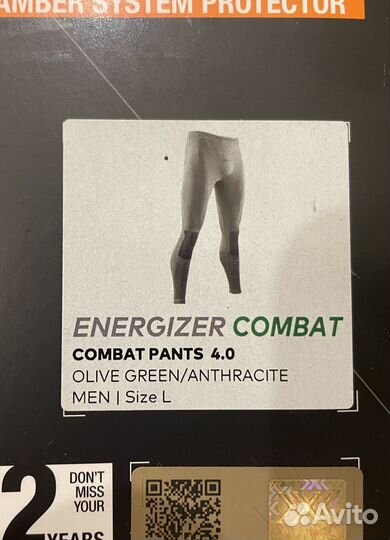 AMBER SYSTEM PROTECTOR
ENERGIZER COMBAT
COMBAT PANTS 4.0
OLIVE GREEN/ANTHRACITE
MEN | Size L
2
DON'T
MISS
YOUR
YEARS
Avito